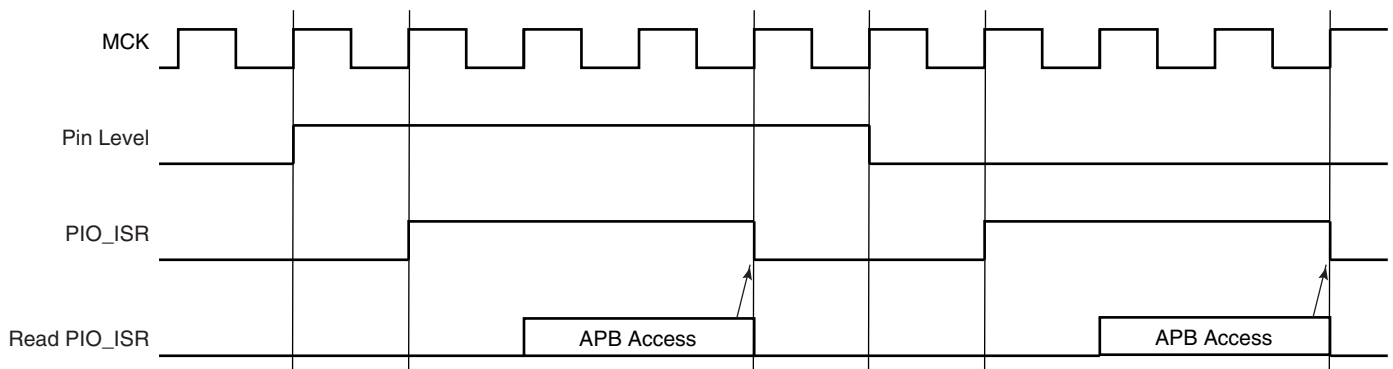 MCK
Pin Level
PIO_ISR
Read PIO_ISR
APB Access
APB Access